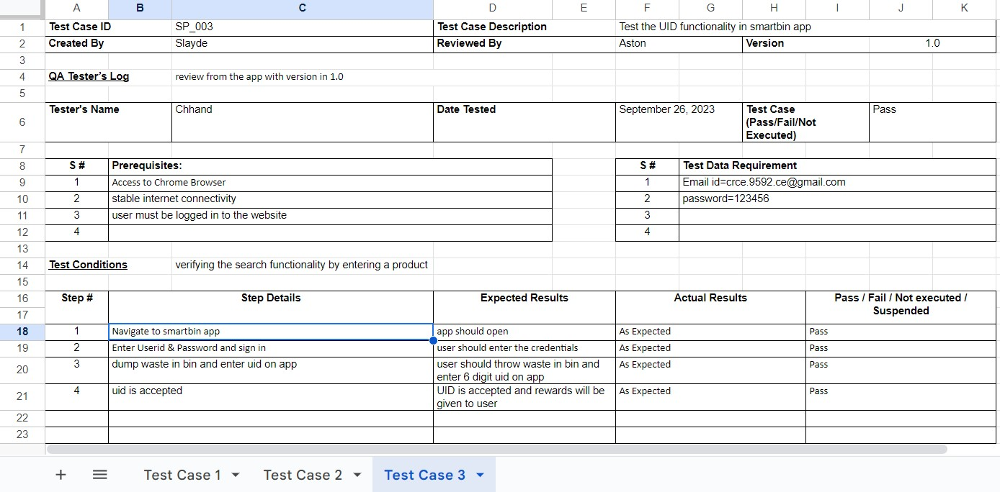 A B C D E F G H I J K
1 Test Case ID SP_003 Test Case Description Test the UID functionality in smartbin app
2 Created By Slayde Reviewed By Aston Version 1.0
3
4 QA Tester's Log review from the app with version in 1.0
5
6 Tester's Name Chhand Date Tested September 26, 2023 Test Case Pass
(Pass/Fail/Not
Executed)
7
8 S # Prerequisites: S # Test Data Requirement
9 1 Access to Chrome Browser 1 Email id=crce.9592.ce@gmail.com
10 2 stable internet connectivity 2 password=123456
11 3 user must be logged in to the website 3
12 4 4
13
14 Test Conditions verifying the search functionality by entering a product
15
16 Step # Step Details Expected Results Actual Results Pass / Fail / Not executed /
17 Suspended
18 1 Navigate to smartbin app app should open As Expected Pass
19 2 Enter Userid & Password and sign in user should enter the credentials As Expected Pass
20 3 dump waste in bin and enter uid on app user should throw waste in bin and As Expected Pass
enter 6 digit uid on app
21 4 uid is accepted UID is accepted and rewards will be As Expected Pass
given to user
22
23
+ Test Case 1 Test Case 2 Test Case 3